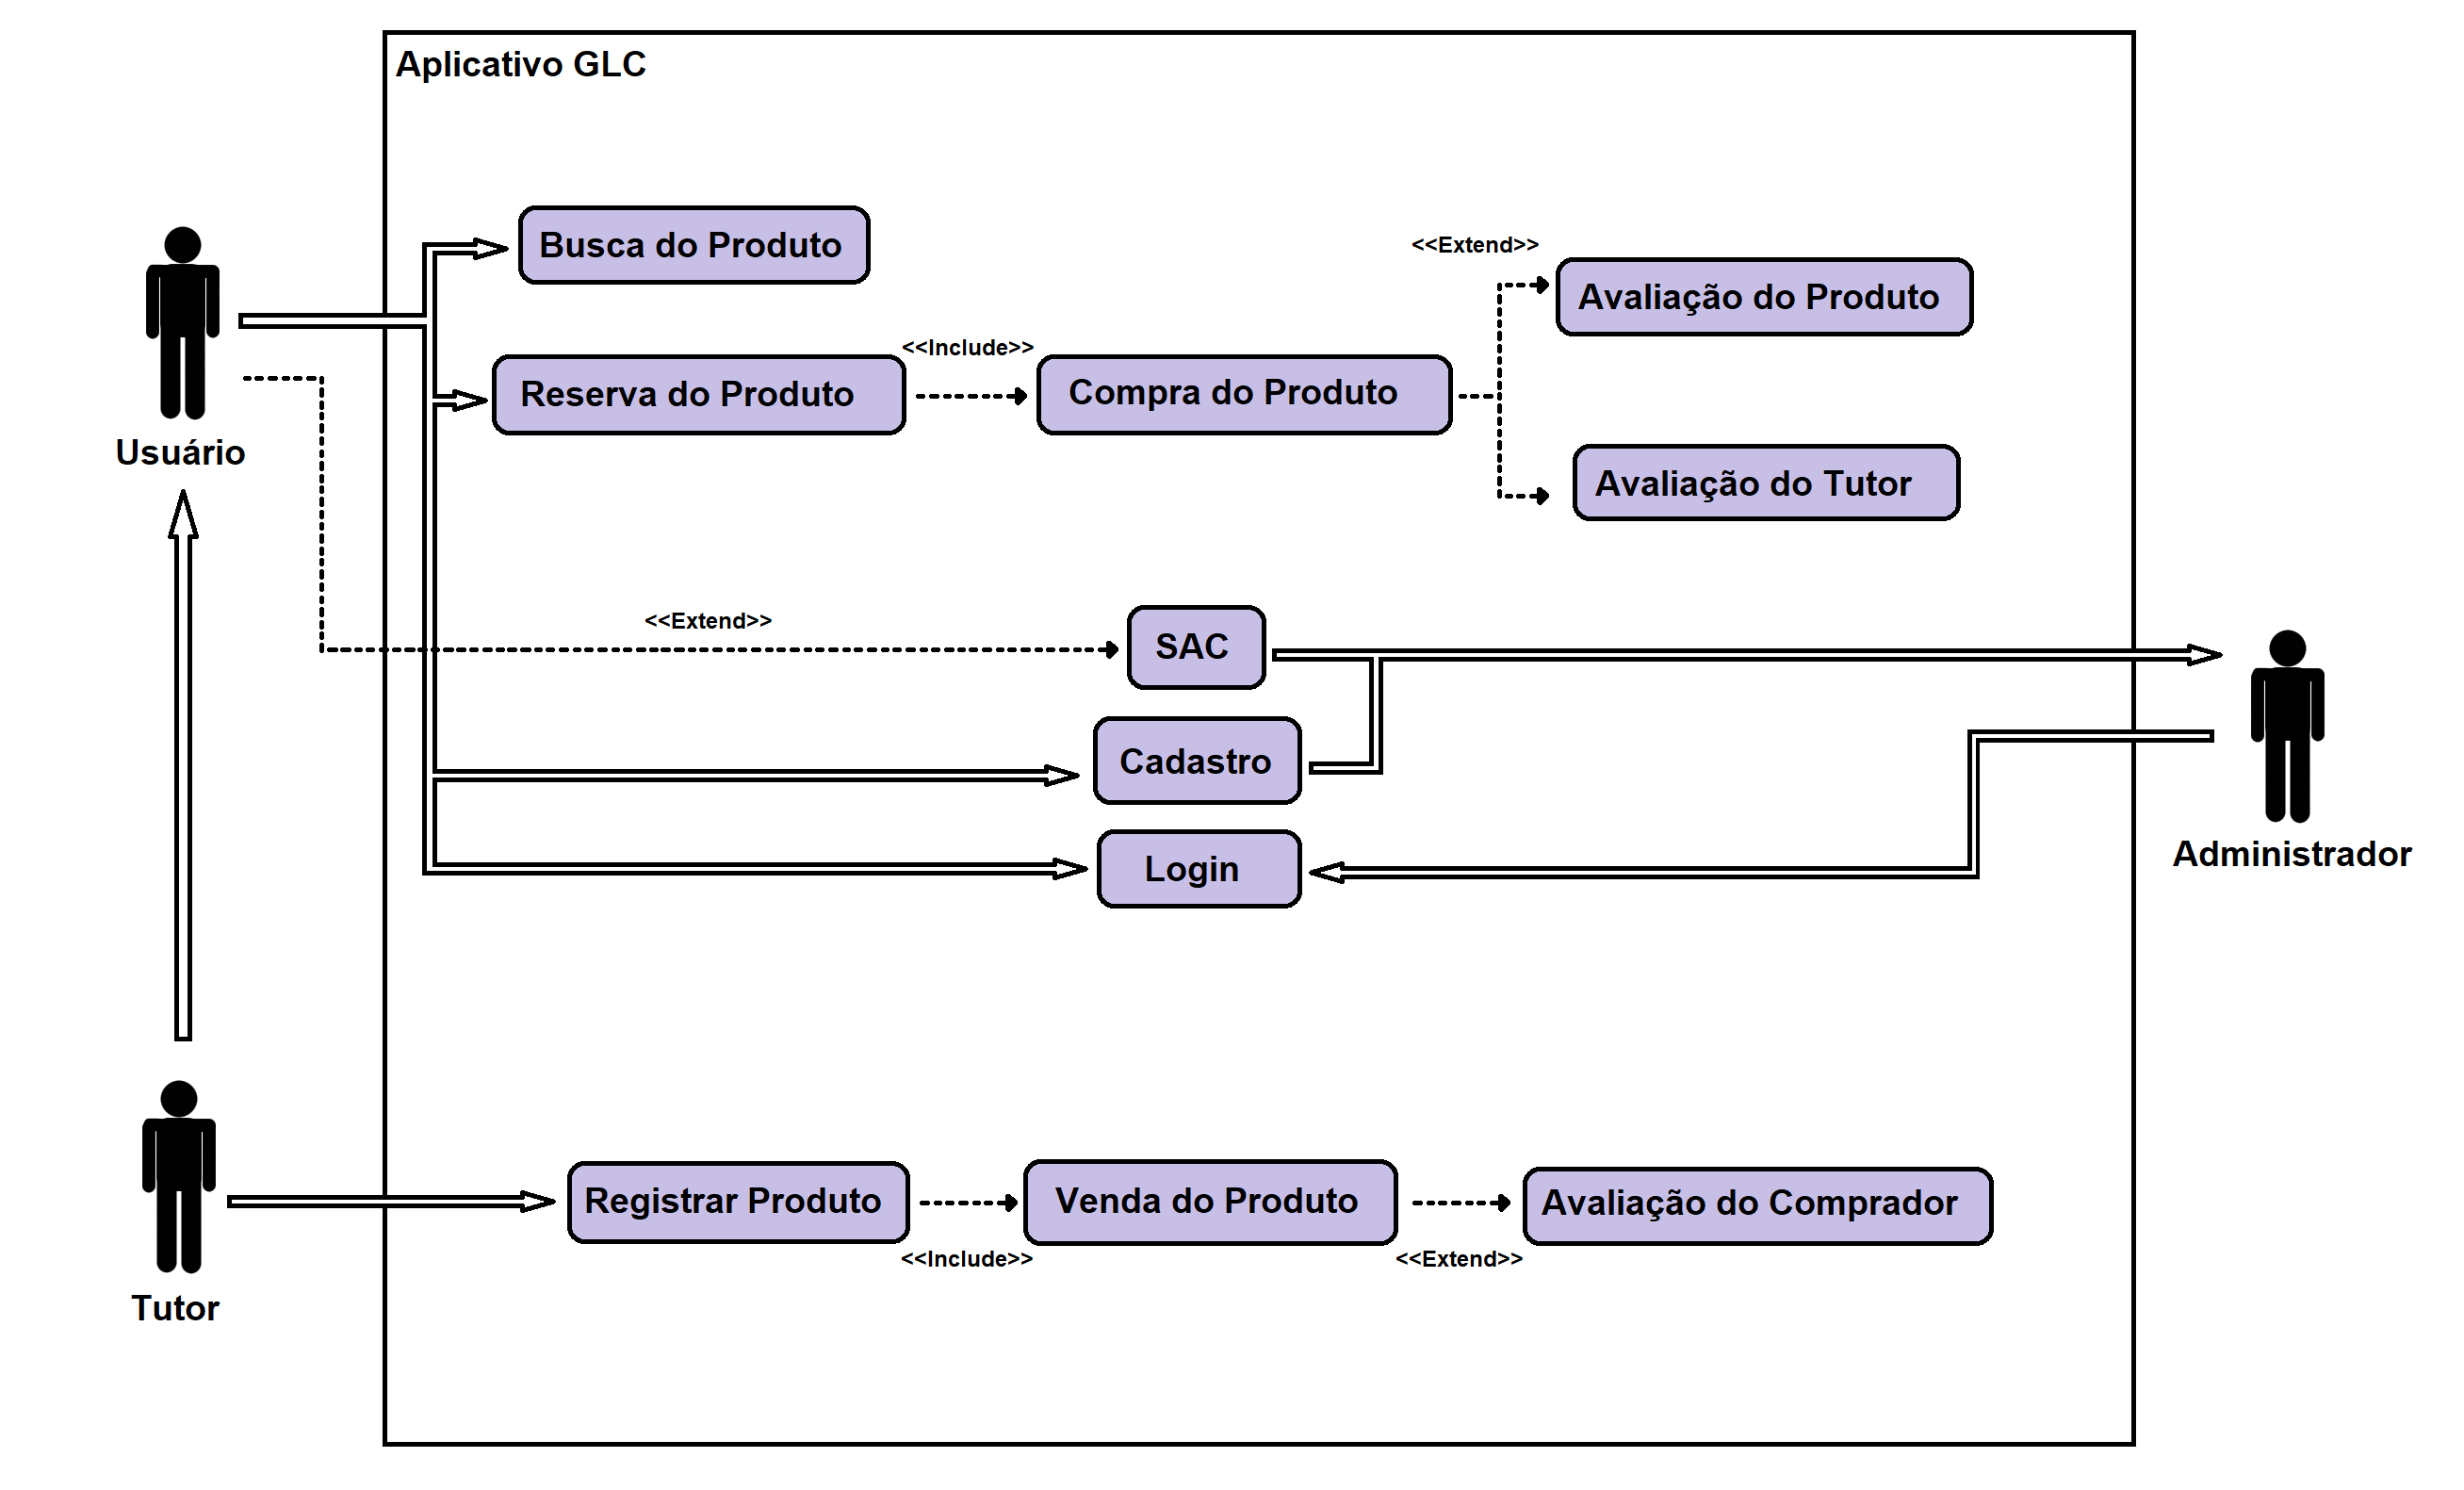 Aplicativo GLC
Busca do Produto
<<Extend>>
Avaliação do Produto
<<Include>>
Reserva do Produto
Compra do Produto
Usuário
Avaliação do Tutor
<<Extend>>
SAC
Cadastro
Login
Administrador
Registrar Produto
Venda do Produto
Avaliação do Comprador
<<Include>>
<<Extend>>
Tutor